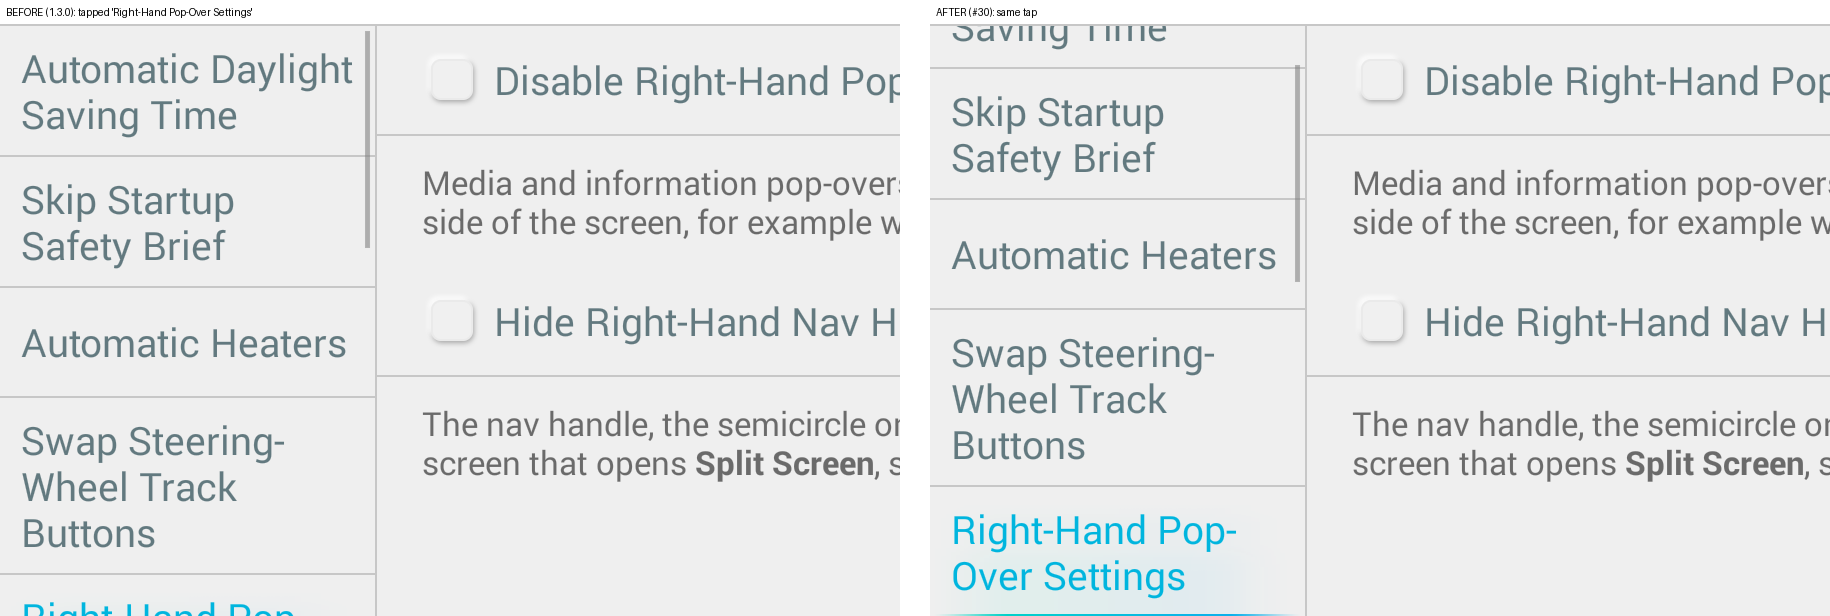 BEFORE (1.3.0): tapped 'Right-Hand Pop-Over Settings'
Automatic Daylight
Saving Time
Skip Startup
Safety Brief
Automatic Heaters
Swap Steering-
Wheel Track
Buttons
Right-Hand Pop-
Disable Right-Hand Pop
Media and information pop-overs
side of the screen, for example w
Hide Right-Hand Nav H
The nav handle, the semicircle or
screen that opens Split Screen, s
AFTER (#30): same tap
Saving Time
Skip Startup
Safety Brief
Automatic Heaters
Swap Steering-
Wheel Track
Buttons
Right-Hand Pop-
Over Settings
Disable Right-Hand Pop
Media and information pop-overs
side of the screen, for example w
Hide Right-Hand Nav H
The nav handle, the semicircle or
screen that opens Split Screen, s